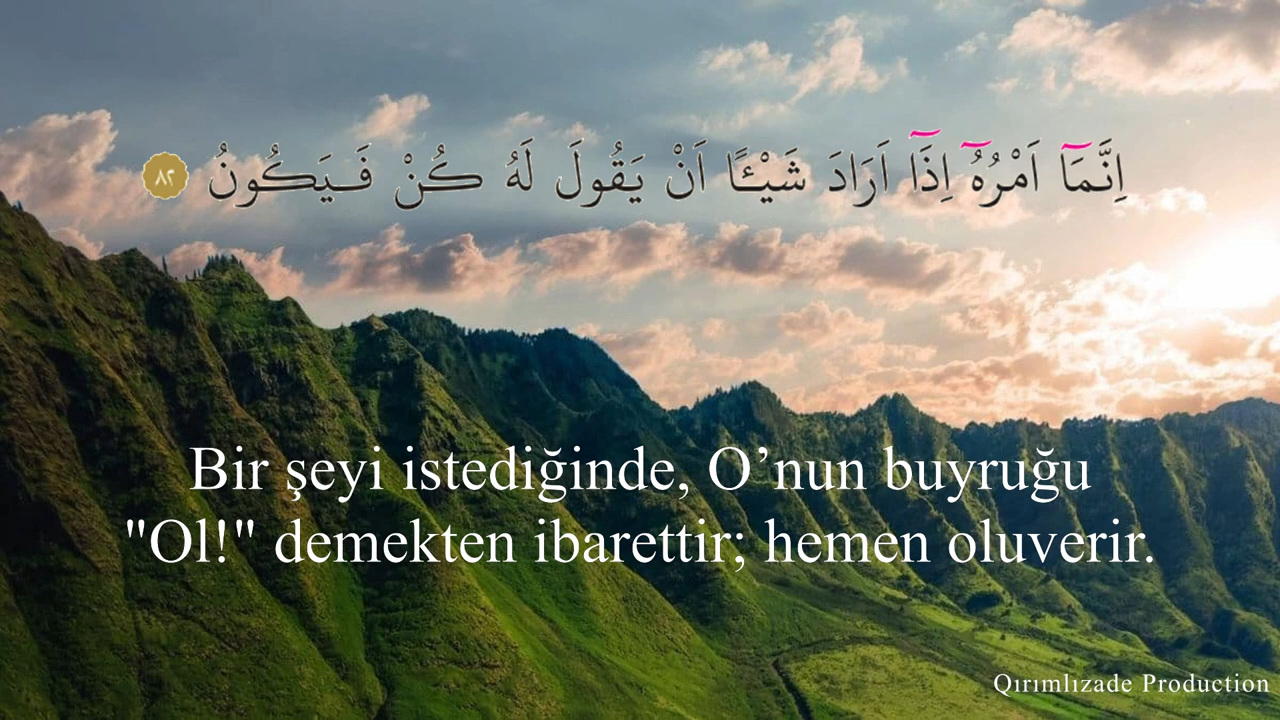 اِنَّمَٓا اَمْرُهُٓ اِذَٓا اَرَادَ شَيْـًٔا اَنْ يَقُولَ لَهُ كُنْ فَيَكُونُ ٨٢
Bir şeyi istediğinde, O’nun buyruğu
"Ol!" demekten ibarettir; hemen oluverir.
Qırımlızade Production